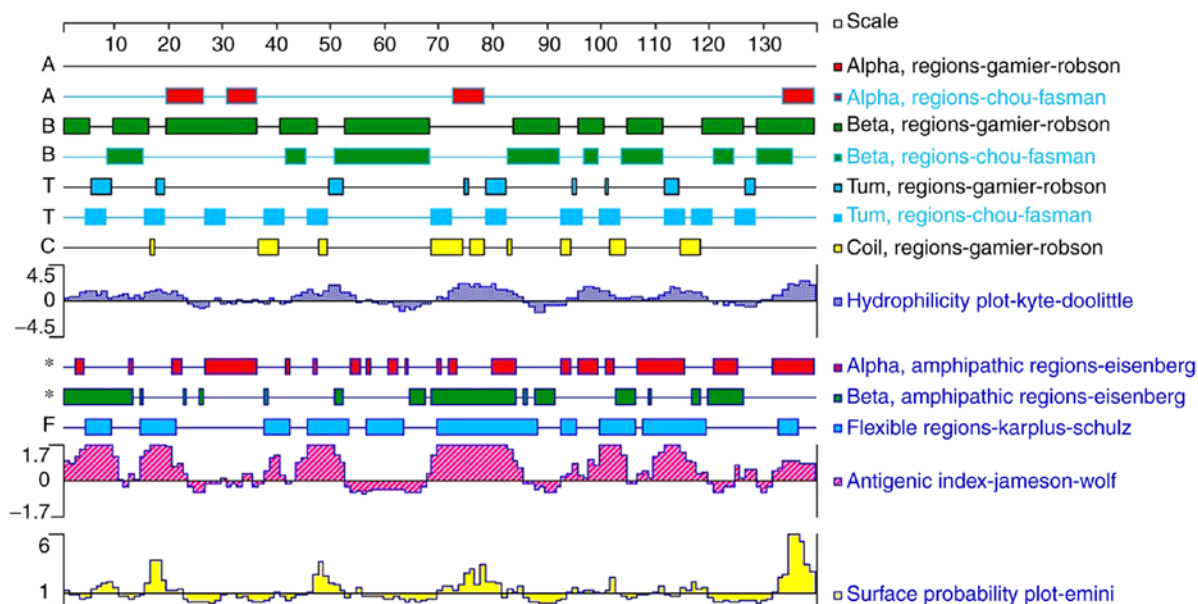 Scale
10 20 30 40 50 60 70 80 90 100 110 120 130
A Alpha, regions-gamier-robson
A Alpha, regions-chou-fasman
B Beta, regions-gamier-robson
B Beta, regions-chou-fasman
T Tum, regions-gamier-robson
T Tum, regions-chou-fasman
C Coil, regions-gamier-robson
4.5
0 Hydrophilicity plot-kyte-doolittle
−4.5
* Alpha, amphipathic regions-eisenberg
* Beta, amphipathic regions-eisenberg
F Flexible regions-karplus-schulz
1.7
0 Antigenic index-jameson-wolf
−1.7
6
1 Surface probability plot-emini